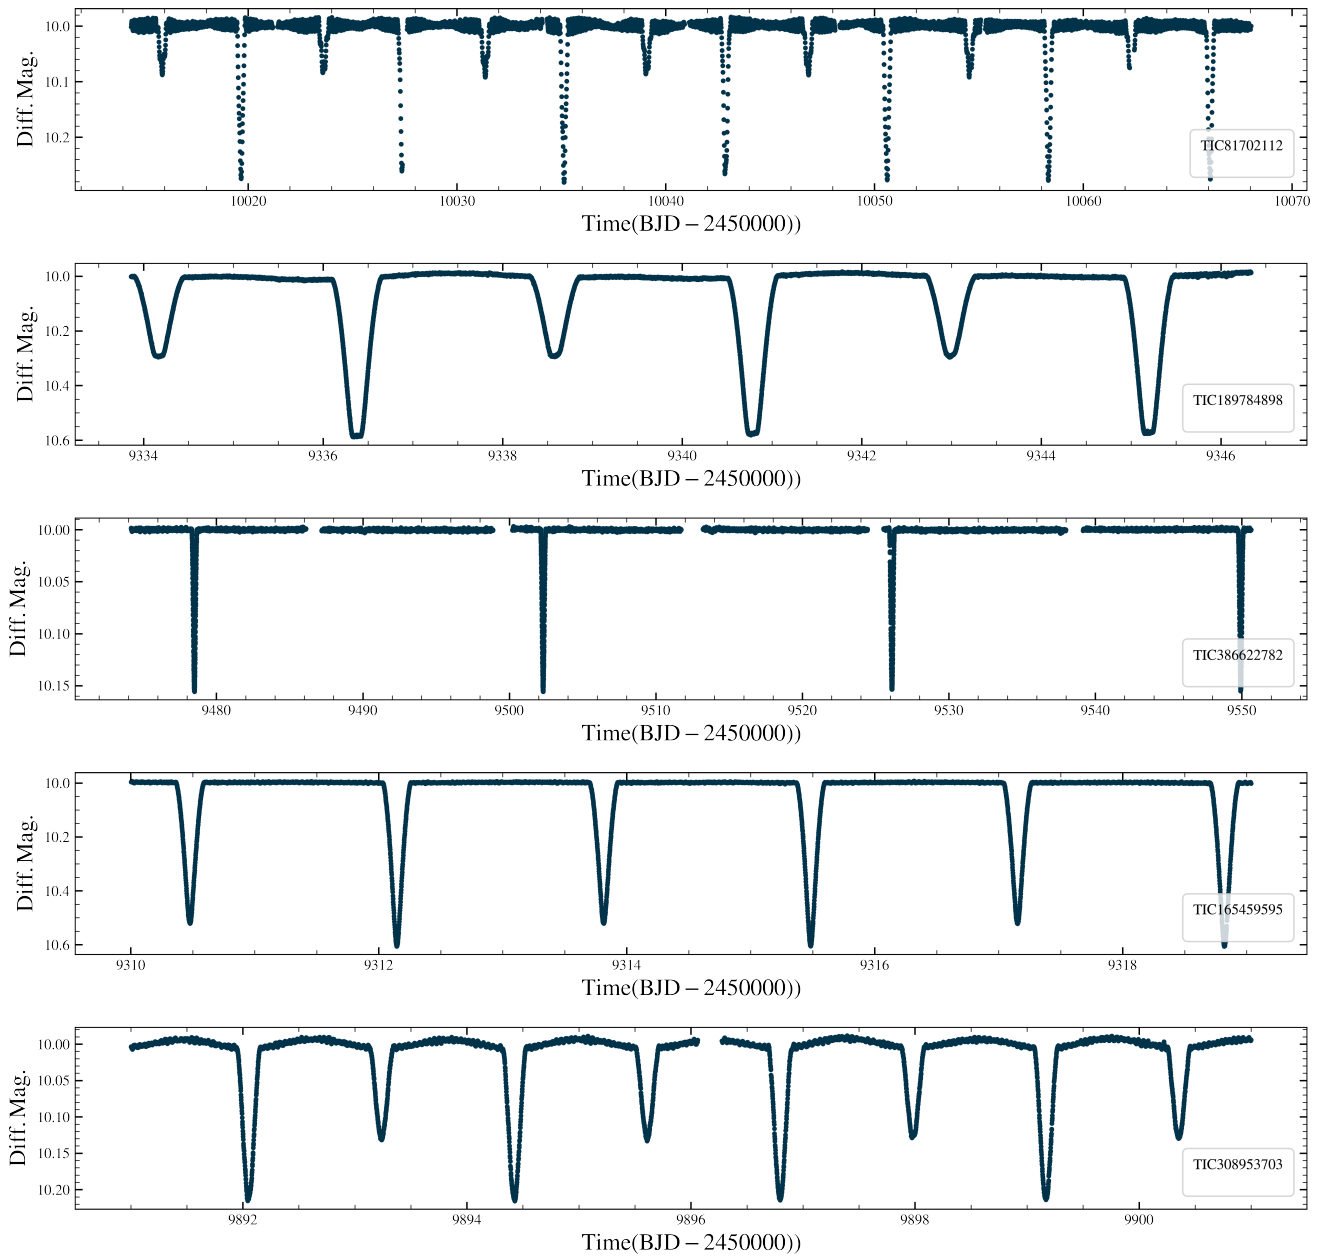 10.0
10.1
10.2
Diff. Mag.
TIC81702112
10020 10030 10040 10050 10060 10070
Time(BJD − 2450000))
10.0
10.2
10.4
10.6
Diff. Mag.
TIC189784898
9334 9336 9338 9340 9342 9344 9346
Time(BJD − 2450000))
10.00
10.05
10.10
10.15
Diff. Mag.
TIC386622782
9480 9490 9500 9510 9520 9530 9540 9550
Time(BJD − 2450000))
10.0
10.2
10.4
10.6
Diff. Mag.
TIC165459595
9310 9312 9314 9316 9318
Time(BJD − 2450000))
10.00
10.05
10.10
10.15
10.20
Diff. Mag.
TIC308953703
9892 9894 9896 9898 9900
Time(BJD − 2450000))